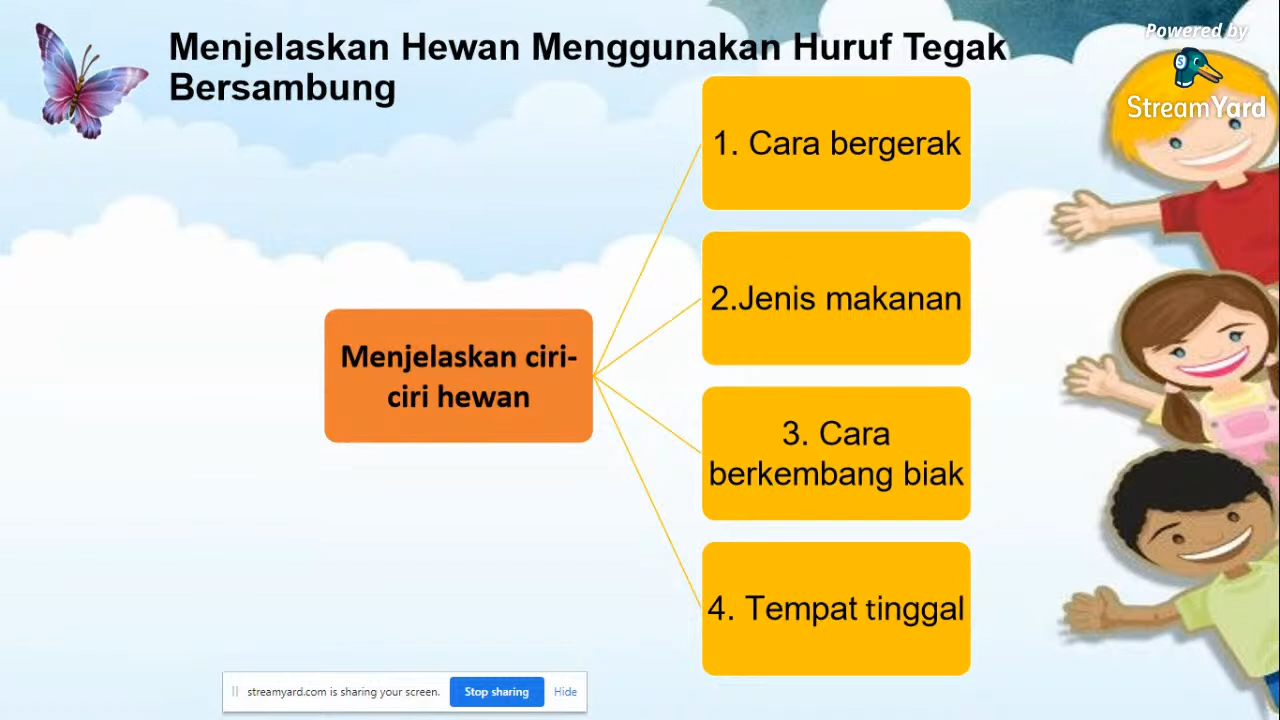 Menjelaskan Hewan Menggunakan Huruf Tegak
Bersambung
Powered by
StreamYard
1. Cara bergerak
2.Jenis makanan
Menjelaskan ciri-
ciri hewan
3. Cara
berkembang biak
4. Tempat tinggal
streamyard.com is sharing your screen.
Stop sharing
Hide